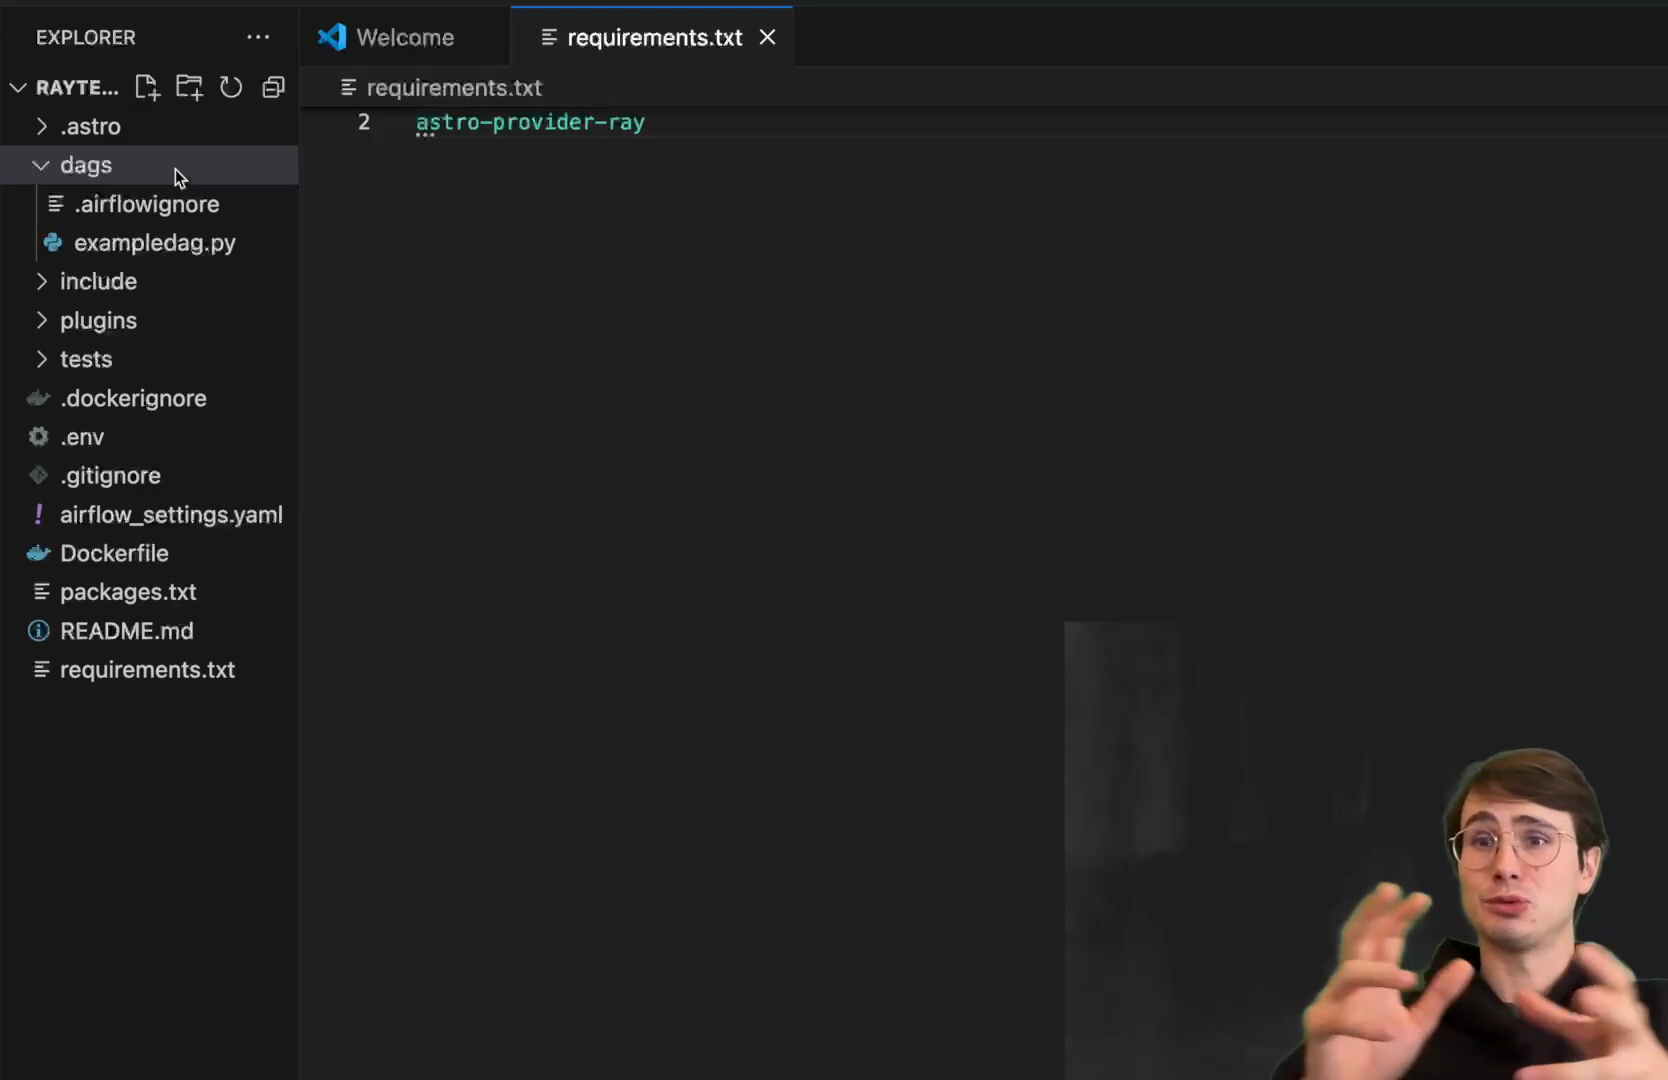 EXPLORER
Welcome
requirements.txt
RAYTE...
requirements.txt
2 astro-provider-ray
.astro
dags
.airflowignore
exampledag.py
include
plugins
tests
.dockerignore
.env
.gitignore
! airflow_settings.yaml
Dockerfile
packages.txt
README.md
requirements.txt